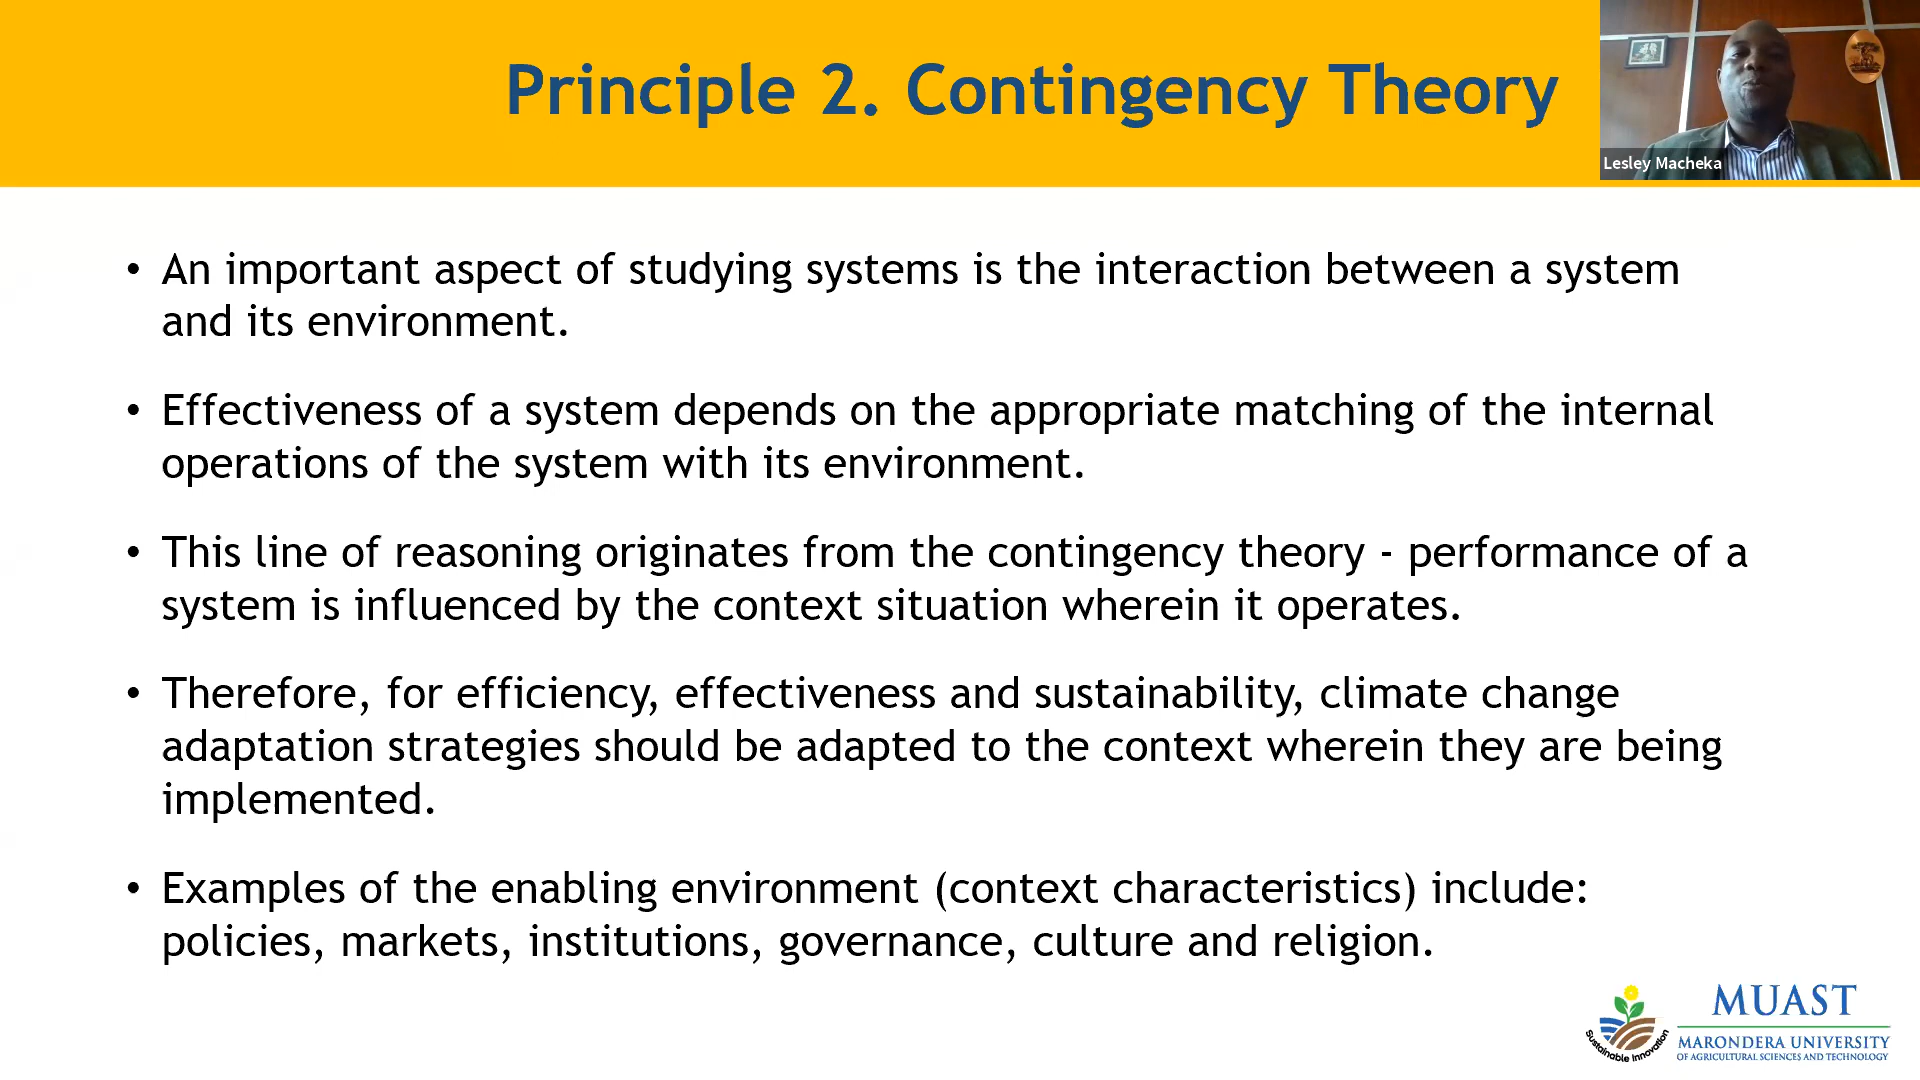 Principle 2. Contingency Theory
Lesley Macheka
• An important aspect of studying systems is the interaction between a system
and its environment.
• Effectiveness of a system depends on the appropriate matching of the internal
operations of the system with its environment.
• This line of reasoning originates from the contingency theory - performance of a
system is influenced by the context situation wherein it operates.
• Therefore, for efficiency, effectiveness and sustainability, climate change
adaptation strategies should be adapted to the context wherein they are being
implemented.
• Examples of the enabling environment (context characteristics) include:
policies, markets, institutions, governance, culture and religion.
Sustainable Innovation
MUAST
MARONDERA UNIVERSITY
OF AGRICULTURAL SCIENCES AND TECHNOLOGY